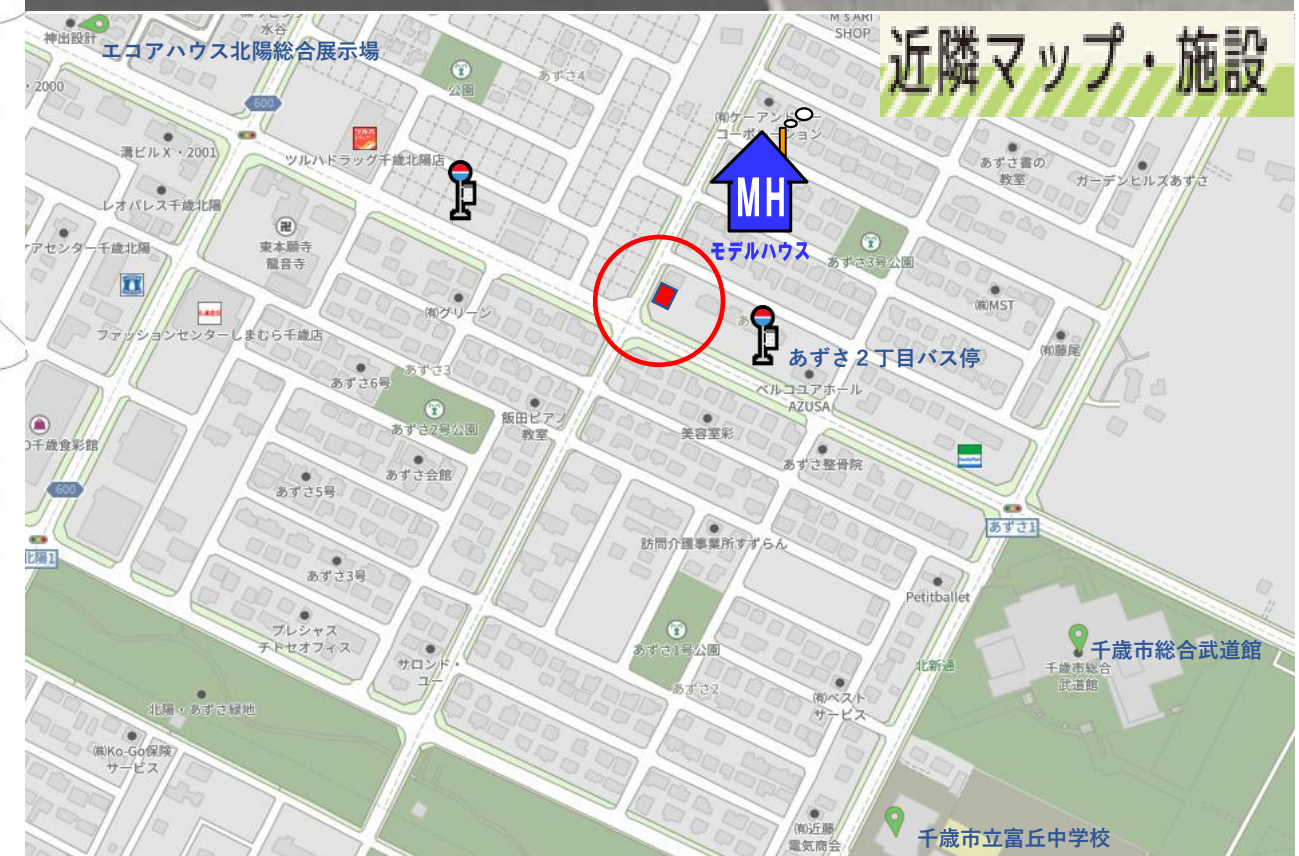 近隣マップ・施設
神出設計
水谷
エコアハウス北陽総合展示場
SHOP
・2000
公園
あずさ4
600
(有)ケーアンド
コーポレーション
溝ビルX・2001
ツルハドラッグ千歳北陽店
あずさ書の
教室
ガーデンヒルズあずさ
MH
モデルハウス
レオパレス千歳北陽
東本願寺
龍音寺
アセンター千歳北陽
あずさ3号公園
(有)グリーン
(株)MST
ファッションセンターしまむら千歳店
(有)藤尾
あずさ2丁目バス停
あずさ3
あずさ6号
ベルコユアホール
AZUSA
あずさ2号公園
飯田ピアノ
教室
美容室彩
千歳食彩館
あずさ会館
あずさ整骨院
600
あずさ5号
あずさ1
訪問介護事業所すずらん
北陽1
あずさ3号
Petitballet
プレシャス
チトセオフィス
あずさ1号公園
千歳市総合武道館
千歳市総合
武道館
サロンド・
ユー
北新通
あずさ2
(有)ベスト
サービス
北陽・あずさ緑地
(株)Ko-Go保険
サービス
(有)近藤
電気商会
千歳市立富丘中学校